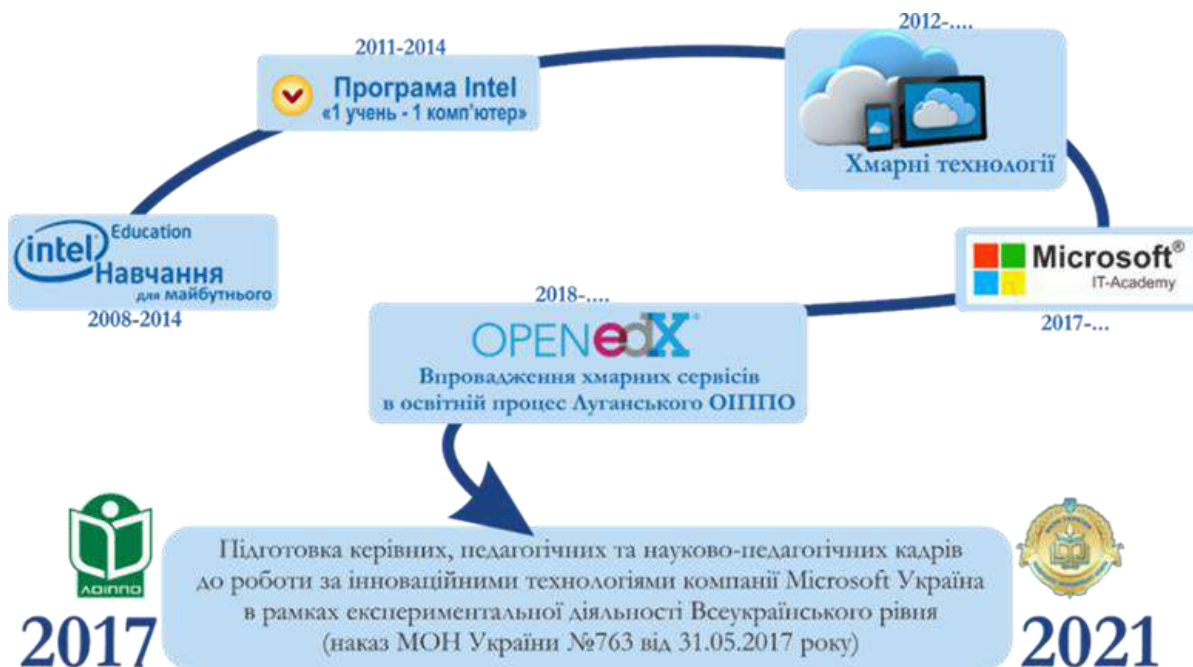 2011-2014
Програма Intel
«1 учень - 1 комп'ютер»
2012-....
Хмарні технології
intel Education
Навчання
для майбутнього
2008-2014
Microsoft®
IT-Academy
2017-...
2018-....
OPEN edX
Впровадження хмарних сервісів
в освітній процес Луганського ОІППО
ЛОІППО
2017
Підготовка керівних, педагогічних та науково-педагогічних кадрів
до роботи за інноваційними технологіями компанії Microsoft Україна
в рамках експериментальної діяльності Всеукраїнського рівня
(наказ МОН України №763 від 31.05.2017 року)
2021